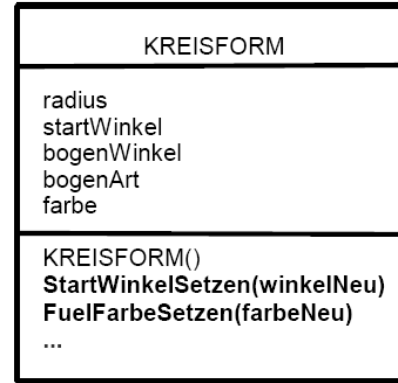 KREISFORM
radius
startWinkel
bogenWinkel
bogenArt
farbe
KREISFORM()
StartWinkelSetzen(winkelNeu)
FuelFarbeSetzen(farbeNeu)
...